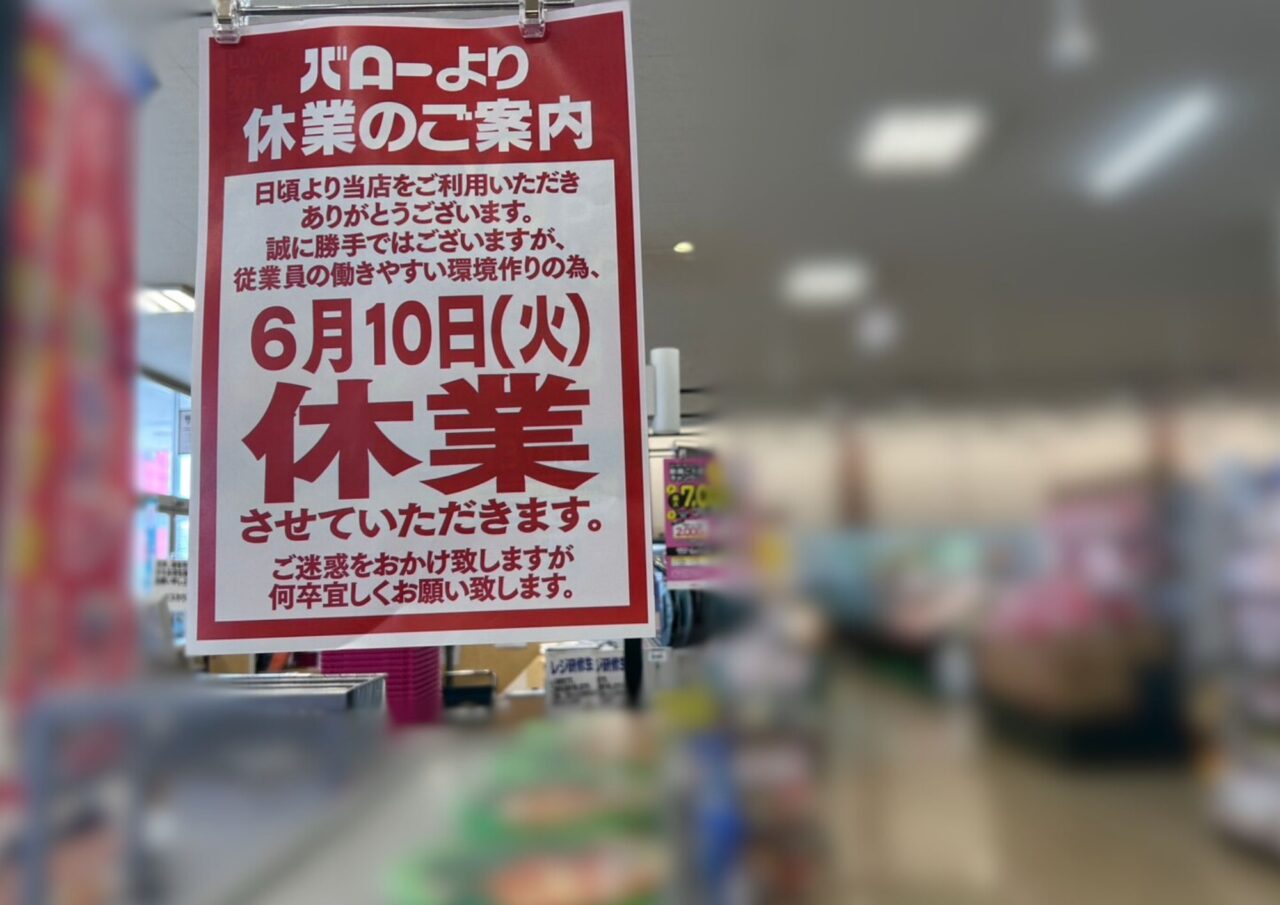 バローより
休業のご案内
日頃より当店をご利用いただき
ありがとうございます。
誠に勝手ではございますが、
従業員の働きやすい環境作りの為、
6月10日(火)
休業
させていただきます。
ご迷惑をおかけ致しますが
何卒宜しくお願い致します。
レジ研修生